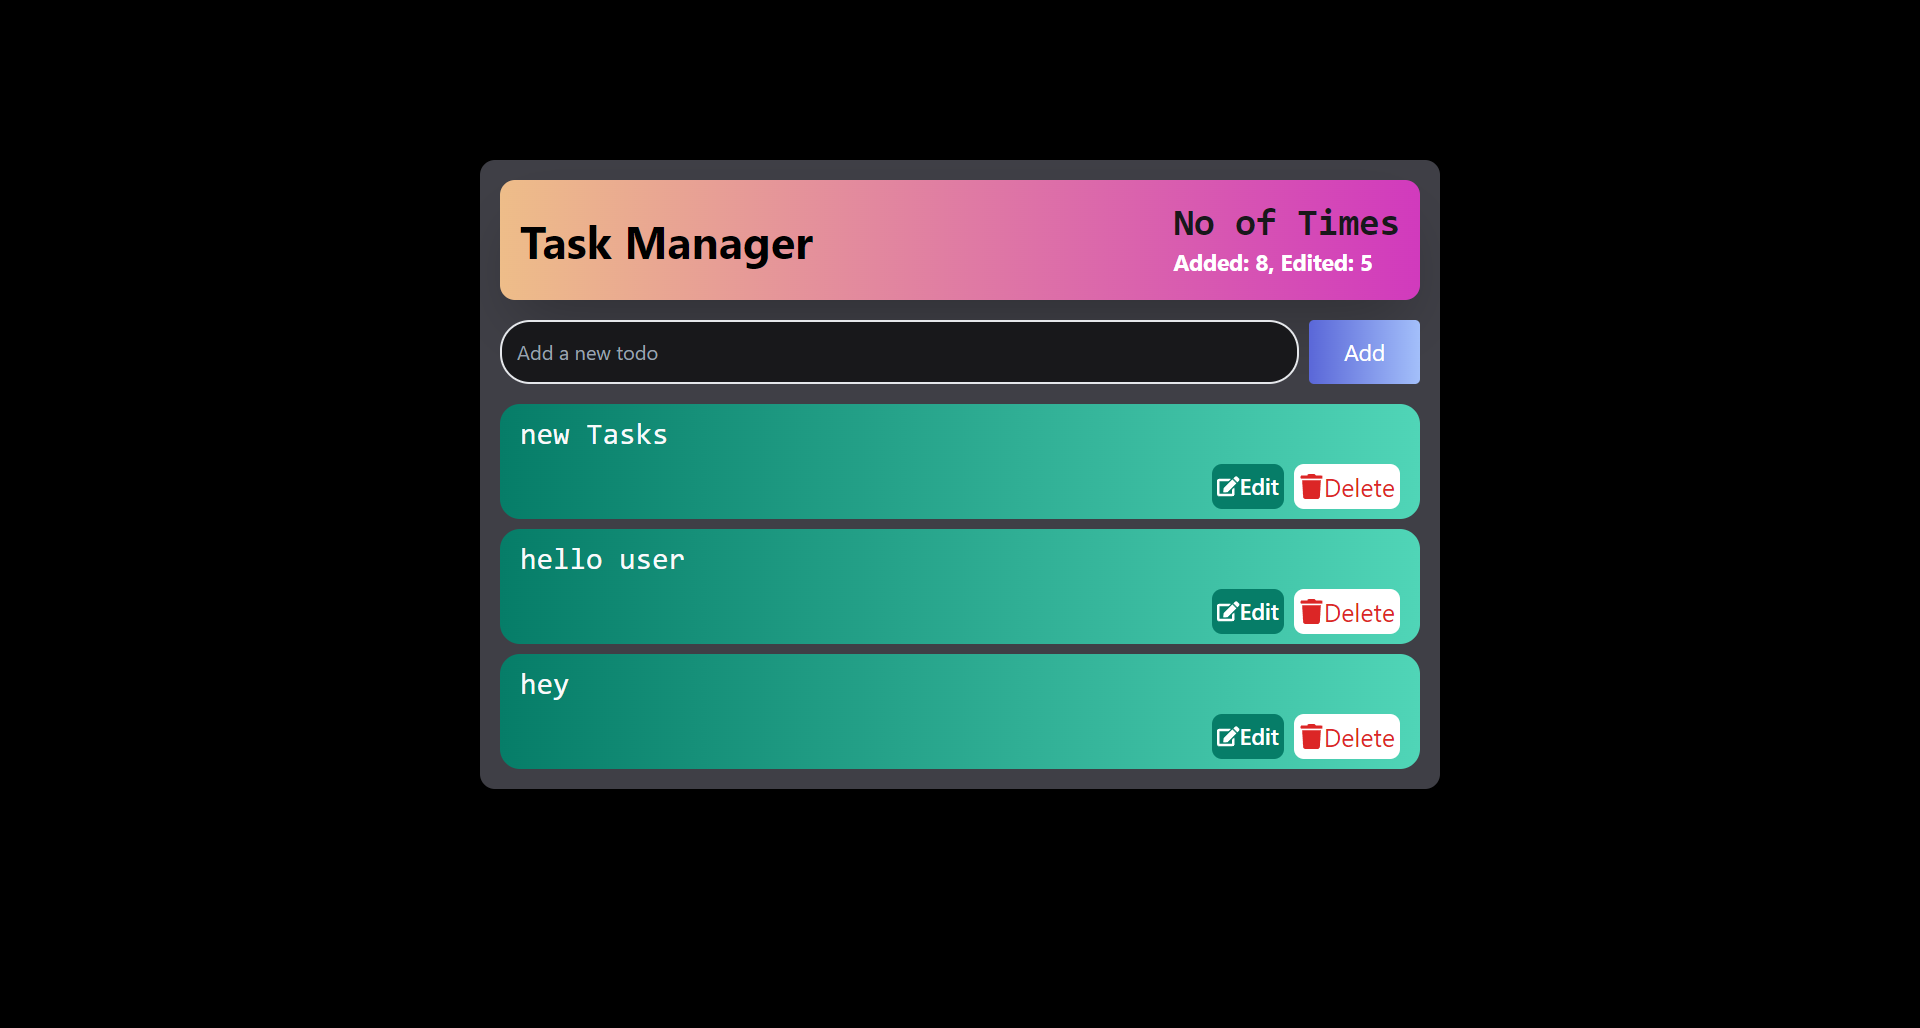 Task Manager
No of Times
Added: 8, Edited: 5
Add a new todo
Add
new Tasks
Edit
Delete
hello user
Edit
Delete
hey
Edit
Delete